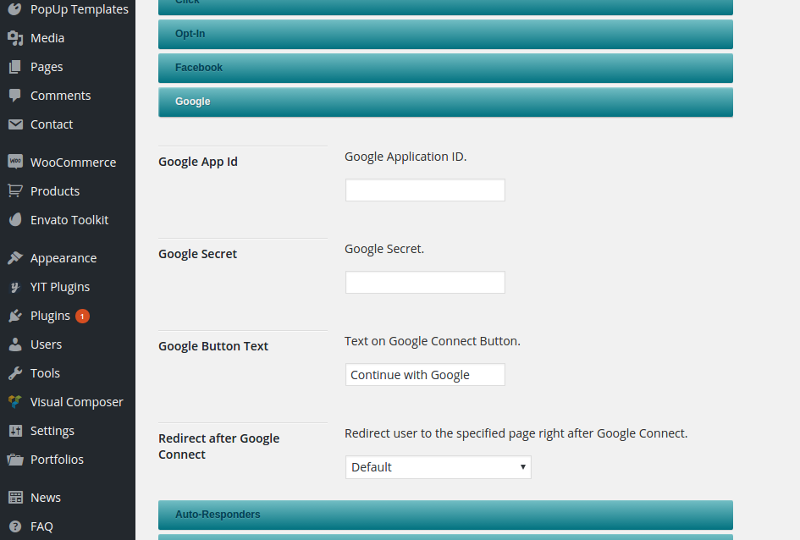 PopUp Templates
Media
Pages
Comments
Contact
WooCommerce
Products
Envato Toolkit
Appearance
YIT Plugins
Plugins 1
Users
Tools
Visual Composer
Settings
Portfolios
News
FAQ
Click
Opt-In
Facebook
Google
Google App Id
Google Application ID.
Google Secret
Google Secret.
Google Button Text
Text on Google Connect Button.
Continue with Google
Redirect after Google
Connect
Redirect user to the specified page right after Google Connect.
Default
Auto-Responders